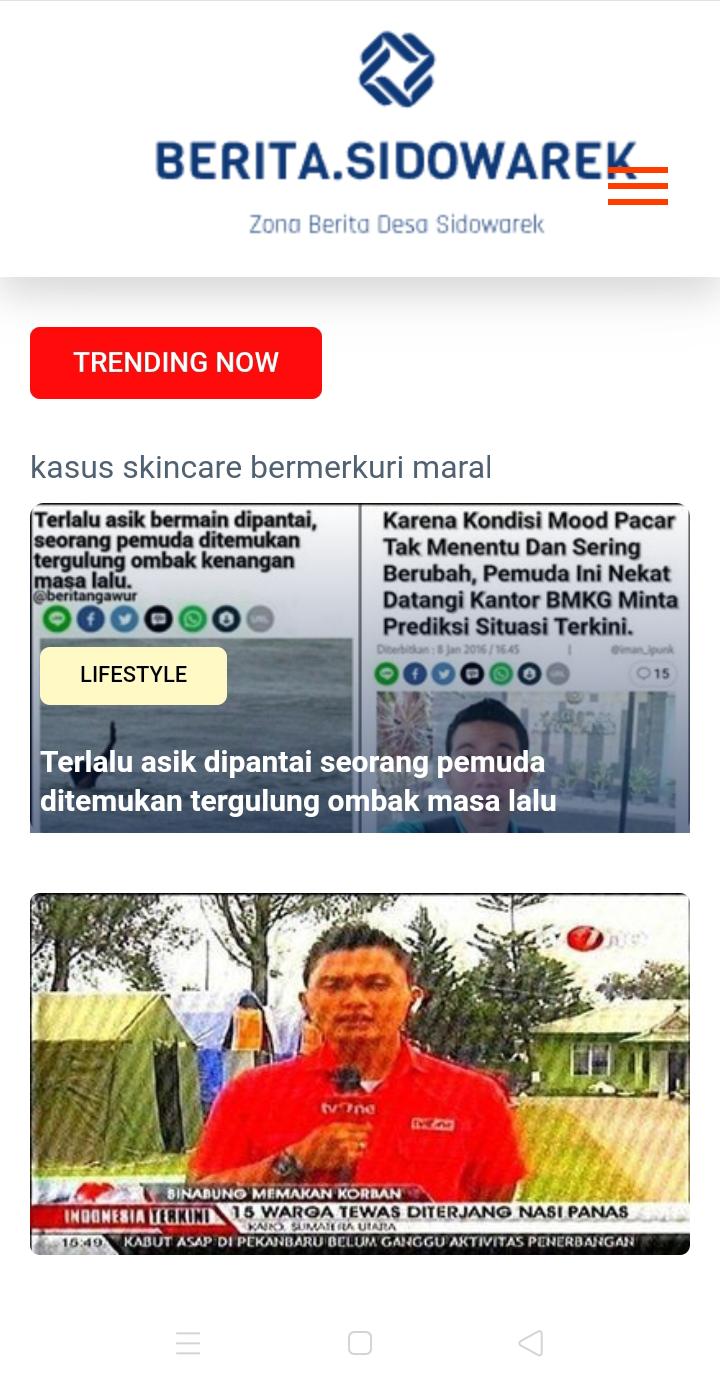 BERITA.SIDOWAREK
Zona Berita Desa Sidowarek
TRENDING NOW
kasus skincare bermerkuri maral
Terlalu asik bermain dipantai,
seorang pemuda ditemukan
tergulung ombak kenangan
masa lalu.
@beritangawur
Karena Kondisi Mood Pacar
Tak Menentu Dan Sering
Berubah, Pemuda Ini Nekat
Datangi Kantor BMKG Minta
Prediksi Situasi Terkini.
Diterbitkan : 8 Jan 2016 / 16.45 | @iman_ipunk
15
LIFESTYLE
Terlalu asik dipantai seorang pemuda
ditemukan tergulung ombak masa lalu
tvOne
tvOne
SINABUNG MEMAKAN KORBAN
INDONESIA TERKINI 15 WARGA TEWAS DITERJANG NASI PANAS
KARO, SUMATERA UTARA
15:49 KABUT ASAP DI PEKANBARU BELUM GANGGU AKTIVITAS PENERBANGAN